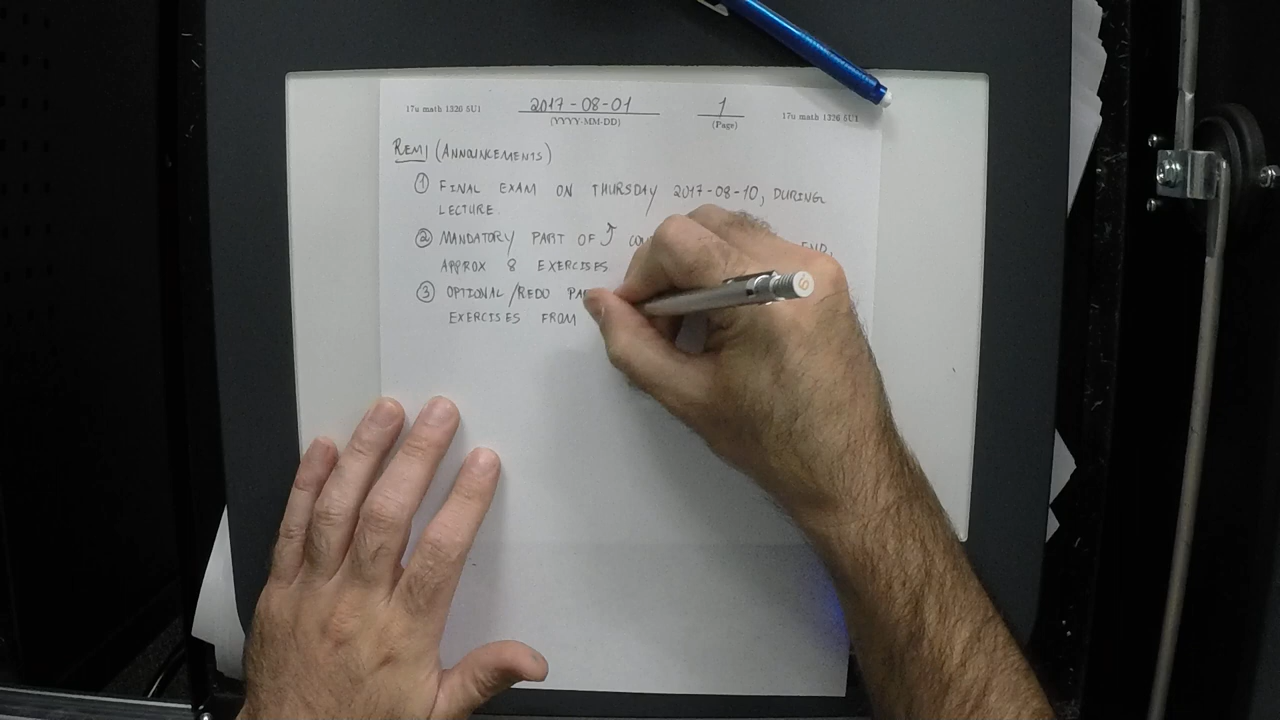 17u math 1326 5U1 2017-08-01 1 17u math 1326 5U1
(YYYY-MM-DD) (Page)
REM| (ANNOUNCEMENTS)
① FINAL EXAM ON THURSDAY 2017-08-10, DURING
LECTURE.
② MANDATORY PART OF END,
APPROX 8 EXERCISES
③ OPTIONAL/REDO
EXERCISES FROM